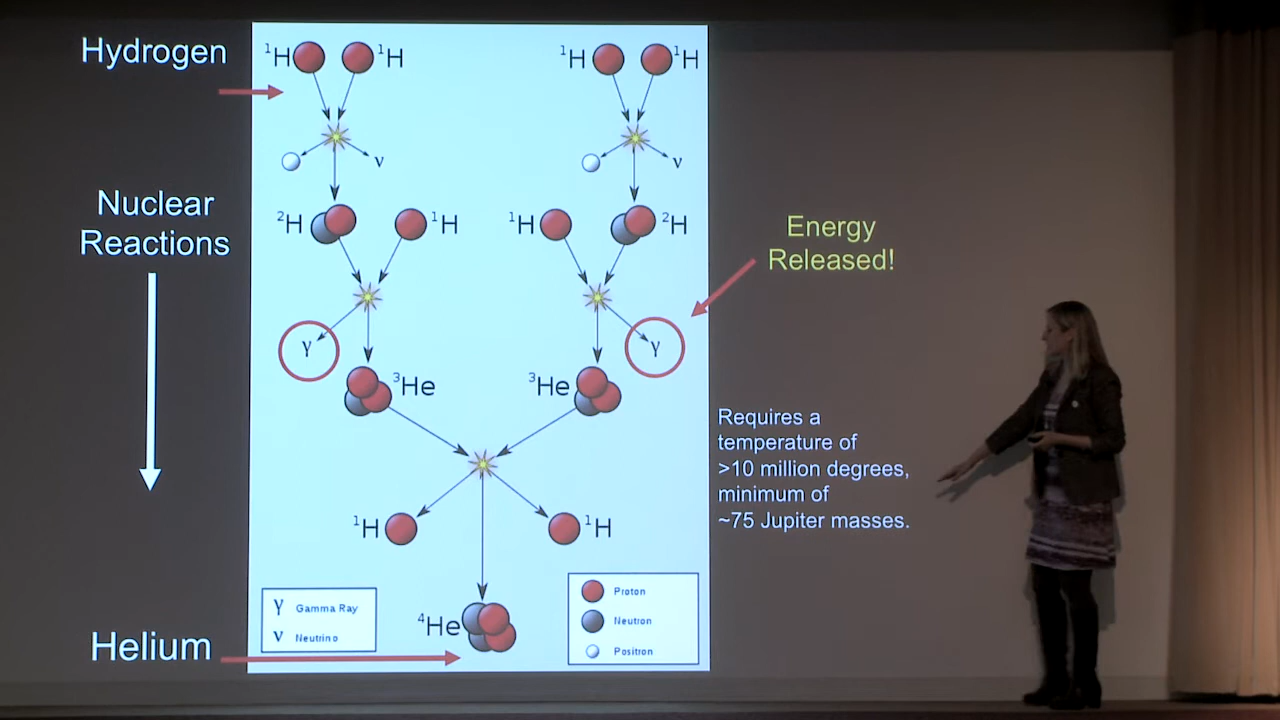 Hydrogen
¹H ¹H ¹H ¹H
ν ν
Nuclear
Reactions
²H ¹H ¹H ²H
Energy
Released!
γ γ
³He ³He
Requires a
temperature of
>10 million degrees,
minimum of
~75 Jupiter masses.
¹H ¹H
γ Gamma Ray
ν Neutrino
⁴He
Proton
Neutron
Positron
Helium